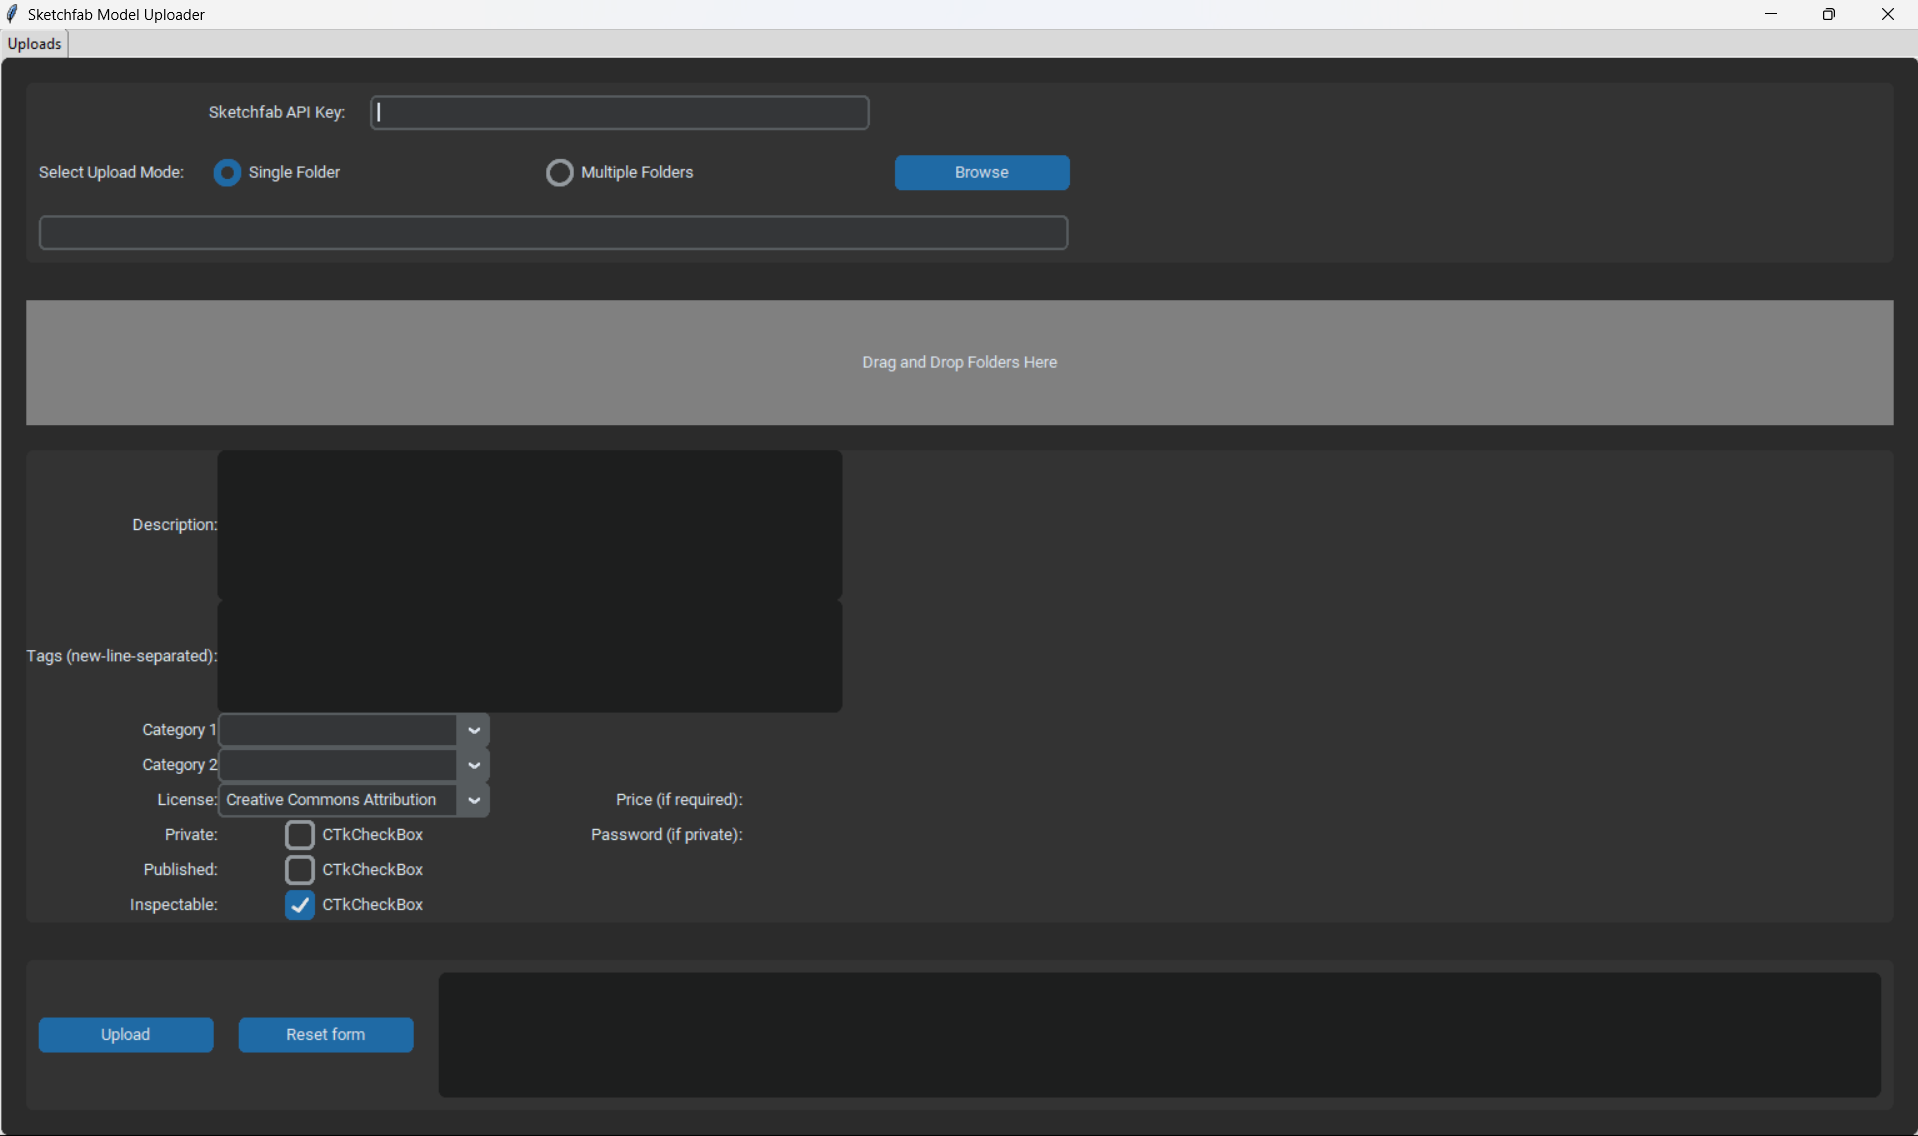 Sketchfab Model Uploader
Uploads
Sketchfab API Key:
Select Upload Mode: Single Folder Multiple Folders Browse
Drag and Drop Folders Here
Description:
Tags (new-line-separated):
Category 1
Category 2
License: Creative Commons Attribution Price (if required):
Private: CTkCheckBox Password (if private):
Published: CTkCheckBox
Inspectable: CTkCheckBox
Upload Reset form